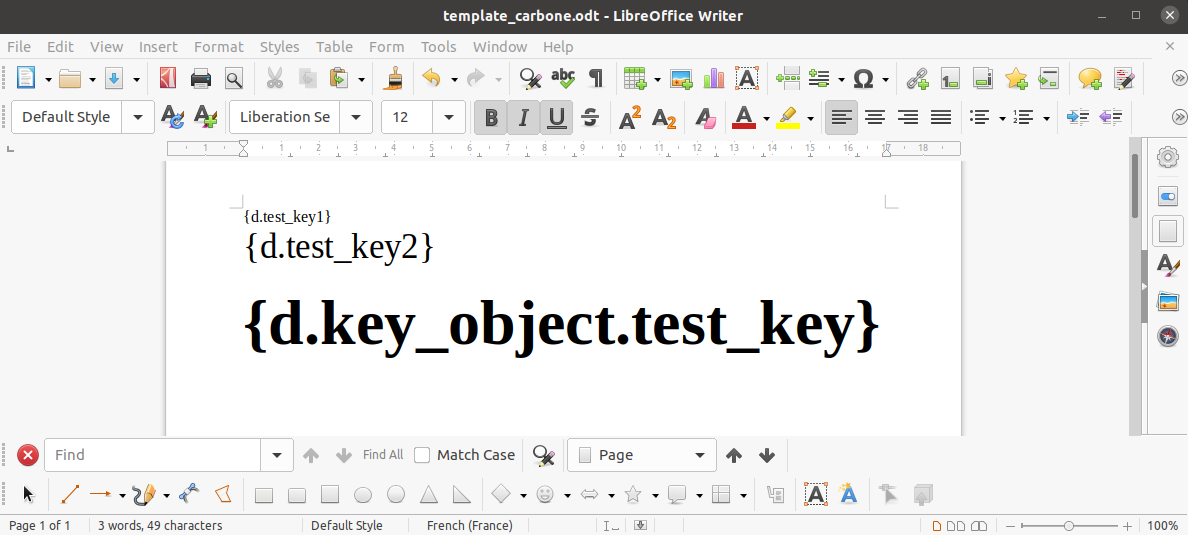 template_carbone.odt - LibreOffice Writer
File Edit View Insert Format Styles Table Form Tools Window Help
Default Style Liberation Se 12 B I U S
1 1 2 3 4 5 6 7 8 9 10 11 12 13 14 15 16 17 18
{d.test_key1}
{d.test_key2}
{d.key_object.test_key}
Find Find All Match Case Page
Page 1 of 1 3 words, 49 characters Default Style French (France) 100%